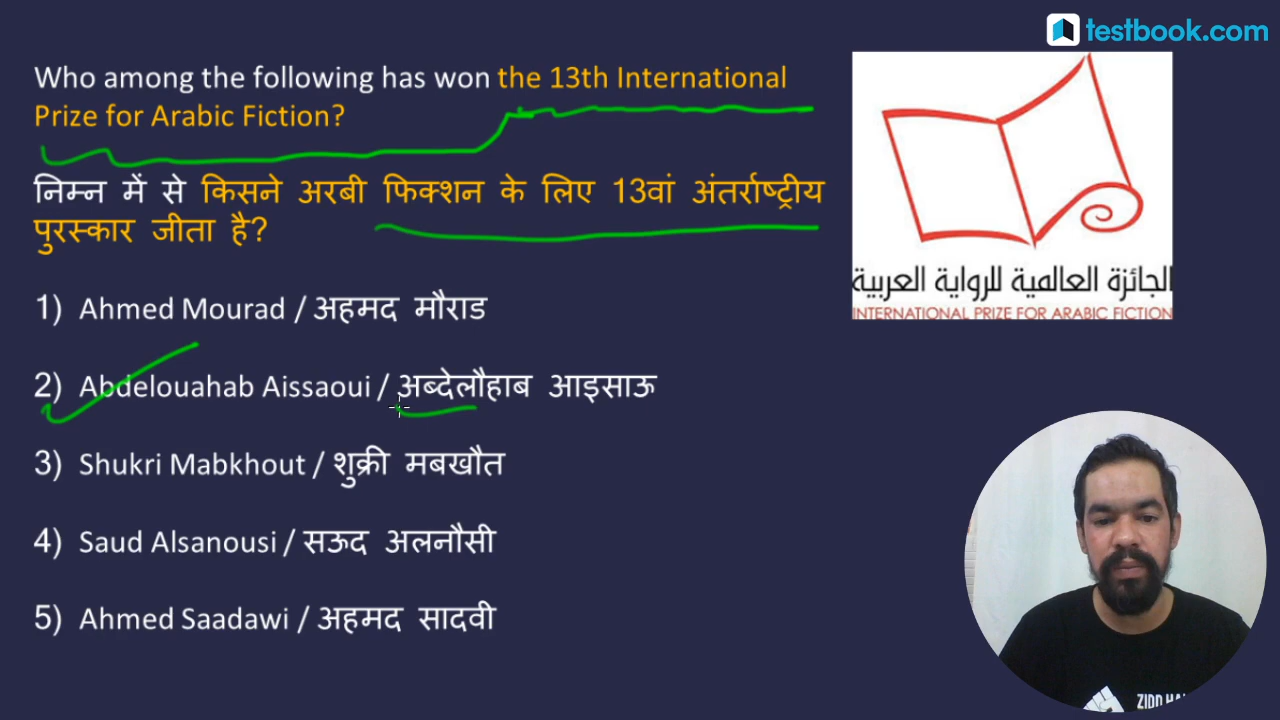 testbook.com
Who among the following has won the 13th International
Prize for Arabic Fiction?
निम्न में से किसने अरबी फिक्शन के लिए 13वां अंतर्राष्ट्रीय
पुरस्कार जीता है?
1) Ahmed Mourad / अहमद मौराड
2) Abdelouahab Aissaoui / अब्देलौहाब आइसाऊ
3) Shukri Mabkhout / शुक्री मबखौत
4) Saud Alsanousi / सऊद अलनौसी
5) Ahmed Saadawi / अहमद सादवी
الجائزة العالمية للرواية العربية
INTERNATIONAL PRIZE FOR ARABIC FICTION